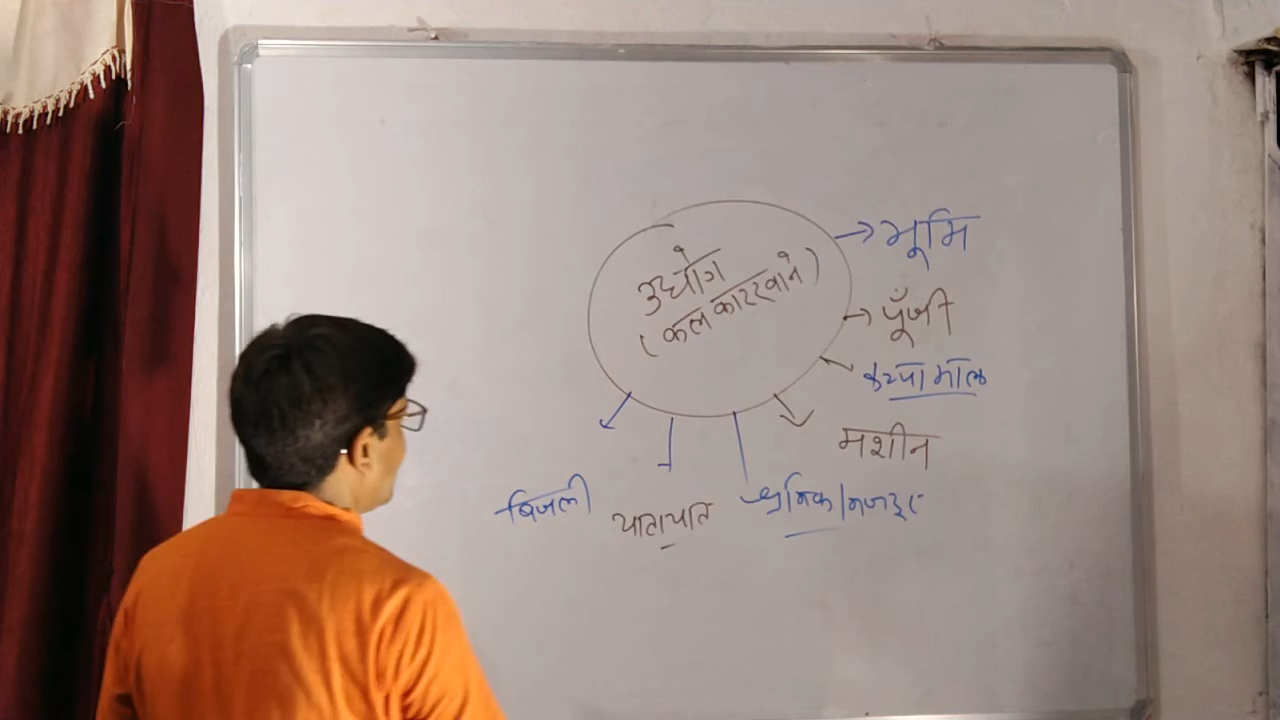 उद्योग
(कल कारखाने)
भूमि
पूँजी
कच्चा माल
मशीन
श्रमिक/मजदूर
यातायात
बिजली